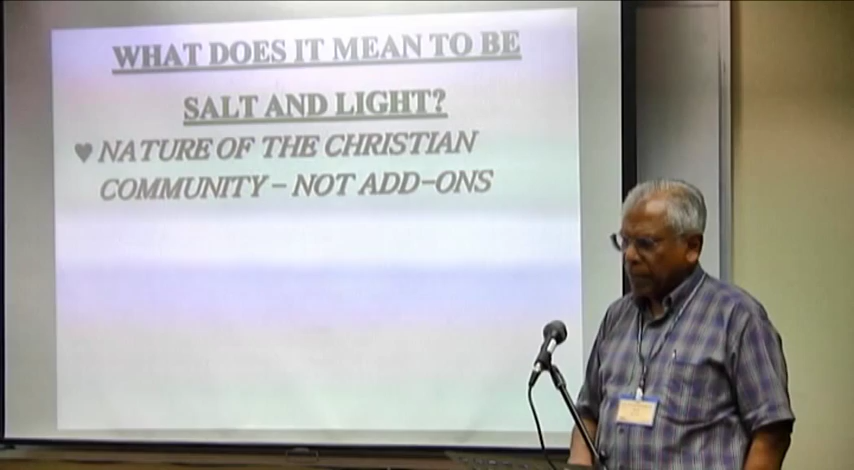 WHAT DOES IT MEAN TO BE
SALT AND LIGHT?
♥ NATURE OF THE CHRISTIAN
COMMUNITY – NOT ADD-ONS